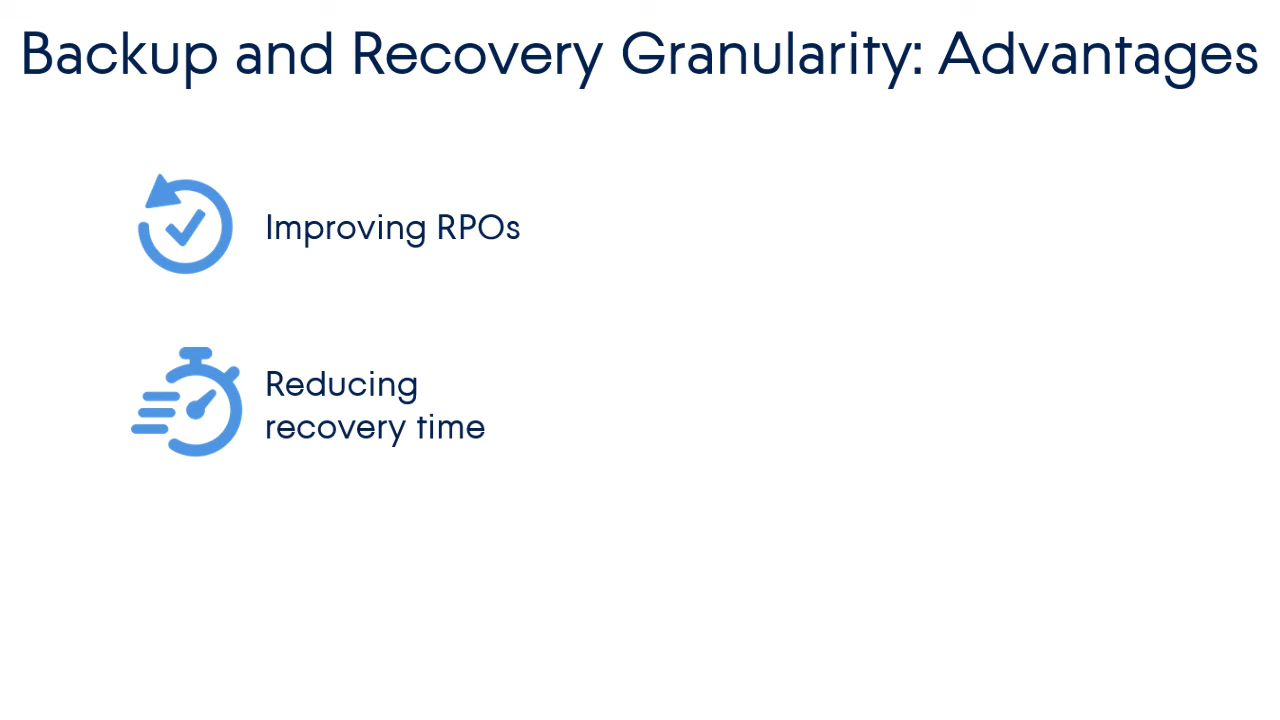 Backup and Recovery Granularity: Advantages
Improving RPOs
Reducing
recovery time